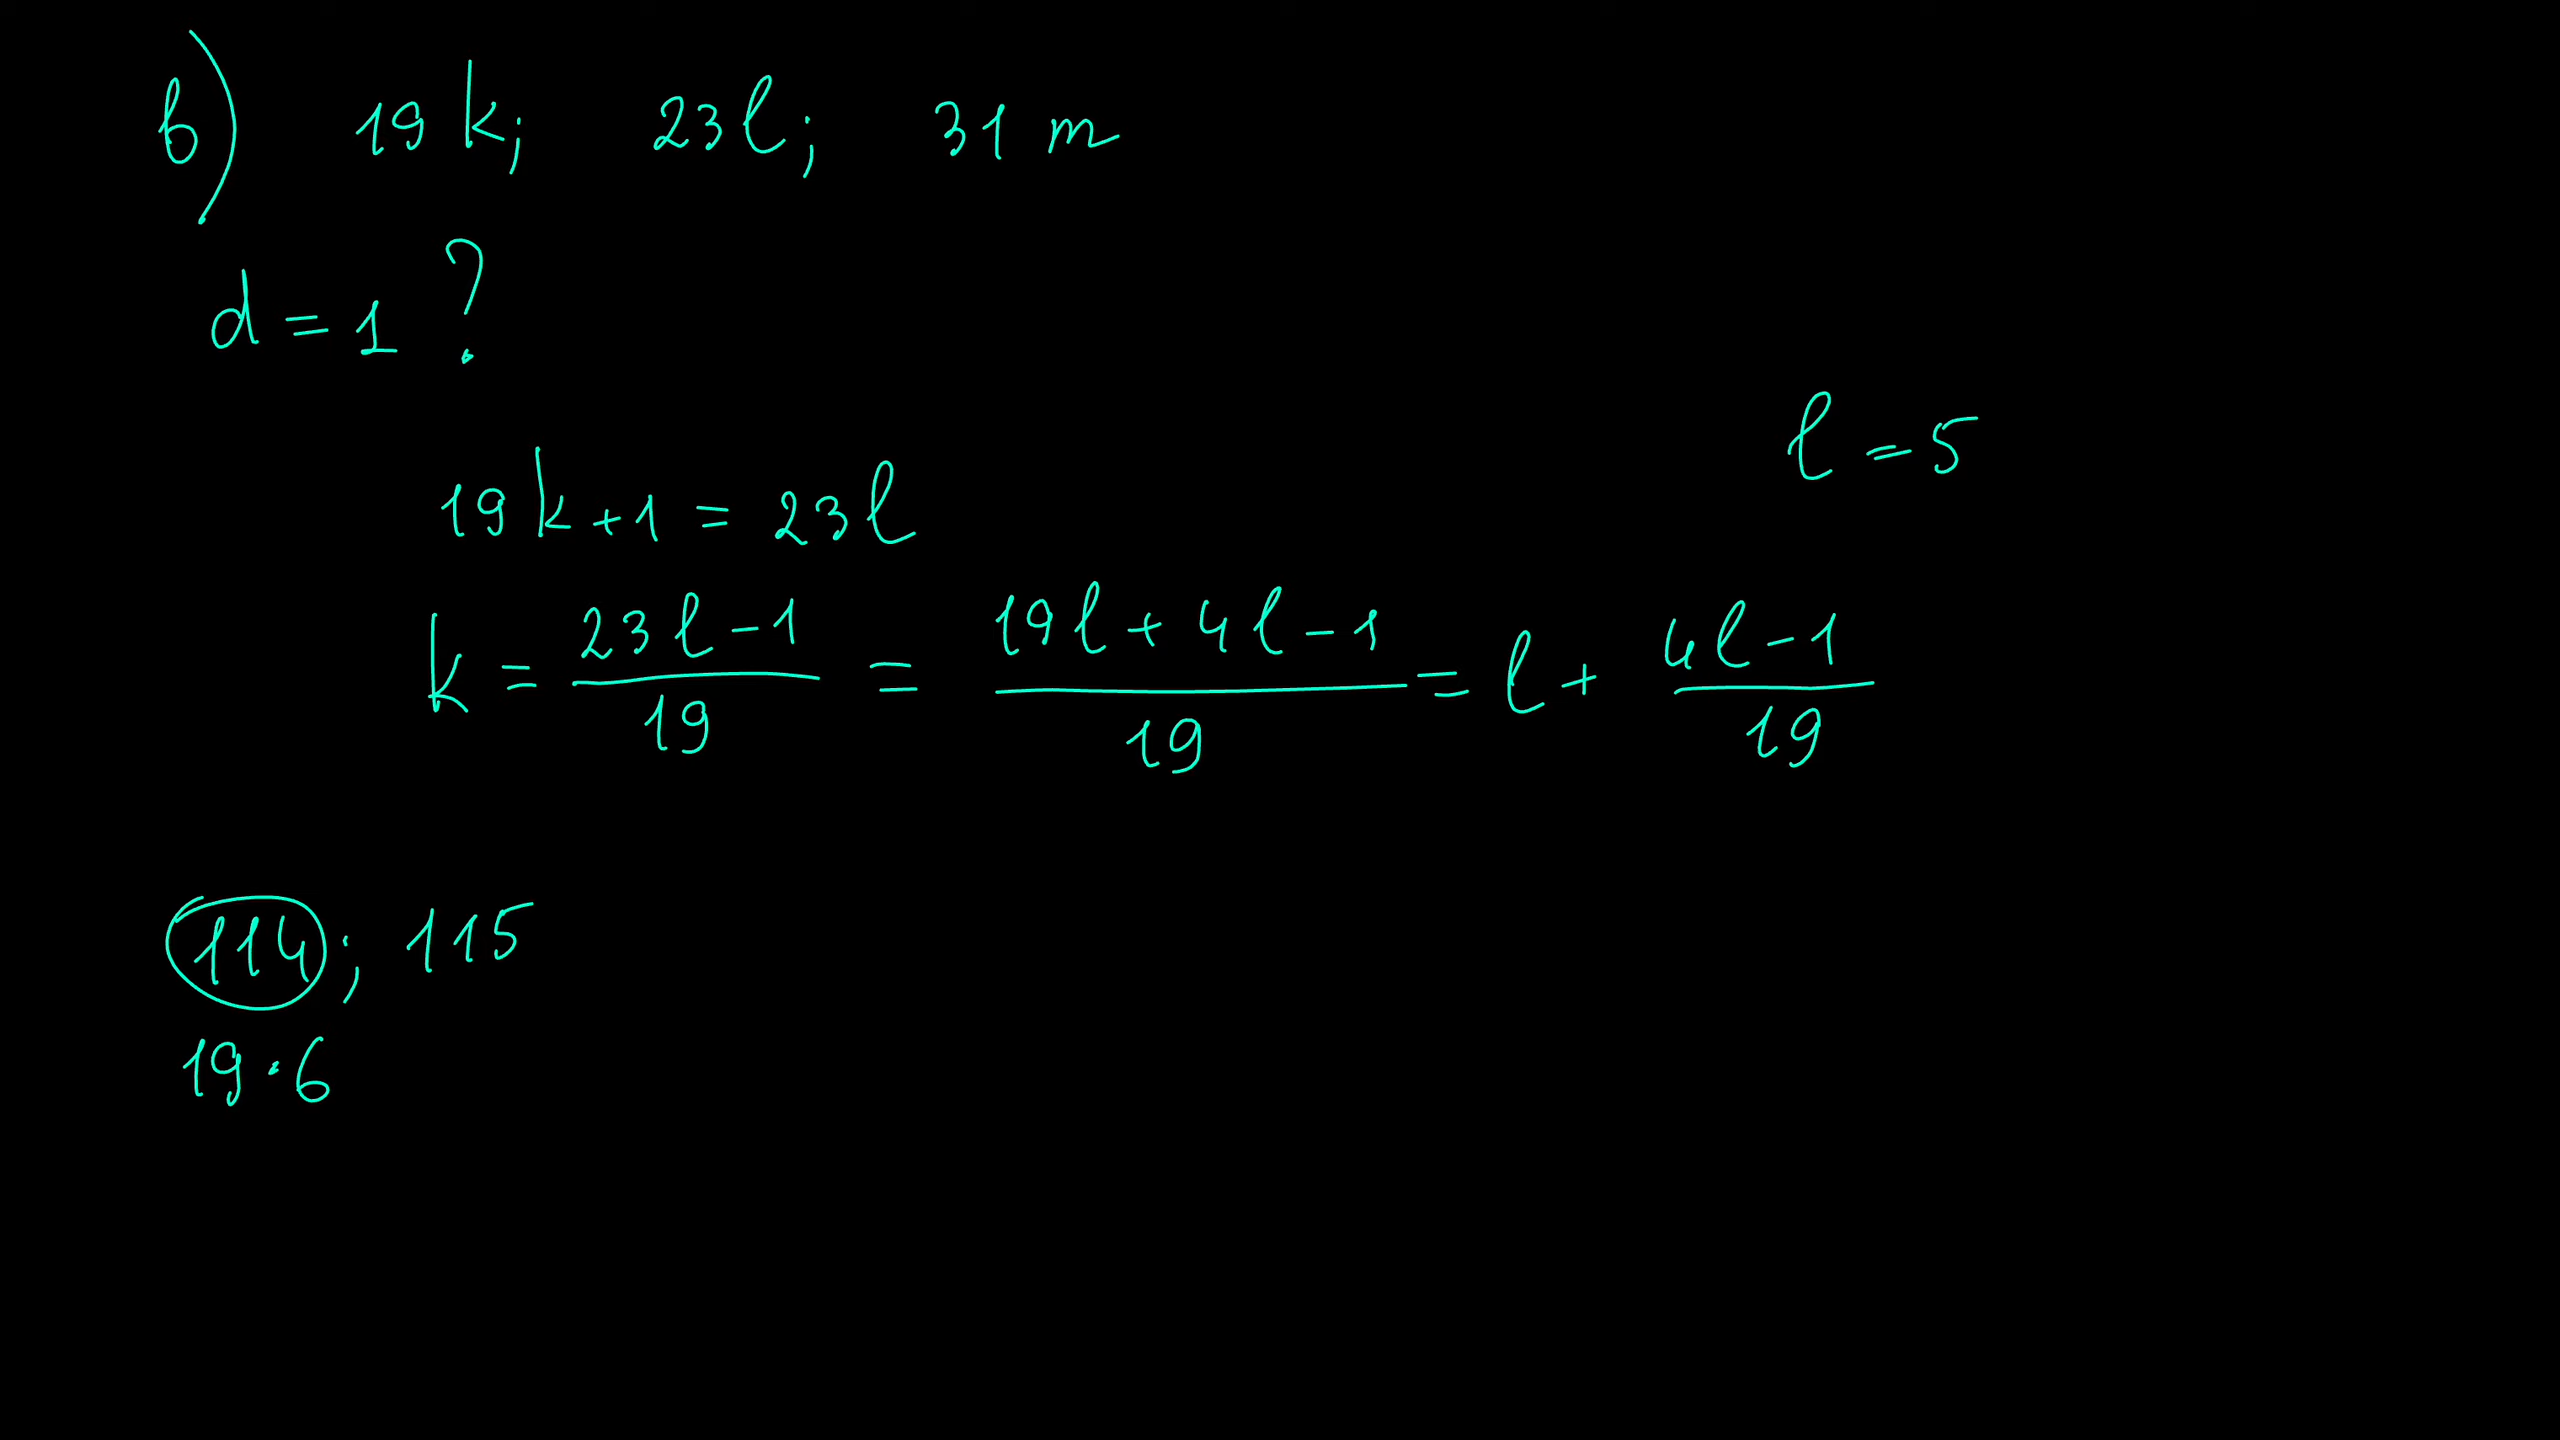 в) 19k; 23l; 31m
d = 1 ?
l = 5
19k + 1 = 23l
k = (23l - 1)/19 = (19l + 4l - 1)/19 = l + (4l - 1)/19
114; 115
19 · 6